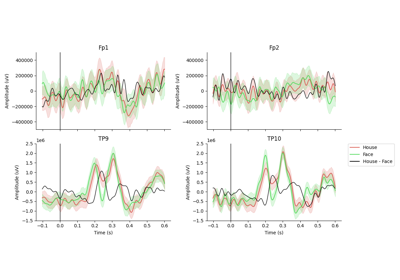 Fp1
Fp2
Amplitude (uV)
400000
200000
0
−200000
−400000
Amplitude (uV)
400000
200000
0
−200000
−400000
TP9
TP10
1e6
1e6
Amplitude (uV)
2.5
2.0
1.5
1.0
0.5
0.0
−0.5
−1.0
−1.5
Amplitude (uV)
2.5
2.0
1.5
1.0
0.5
0.0
−0.5
−1.0
−1.5
House
Face
House - Face
−0.1 0.0 0.1 0.2 0.3 0.4 0.5 0.6
−0.1 0.0 0.1 0.2 0.3 0.4 0.5 0.6
Time (s)
Time (s)